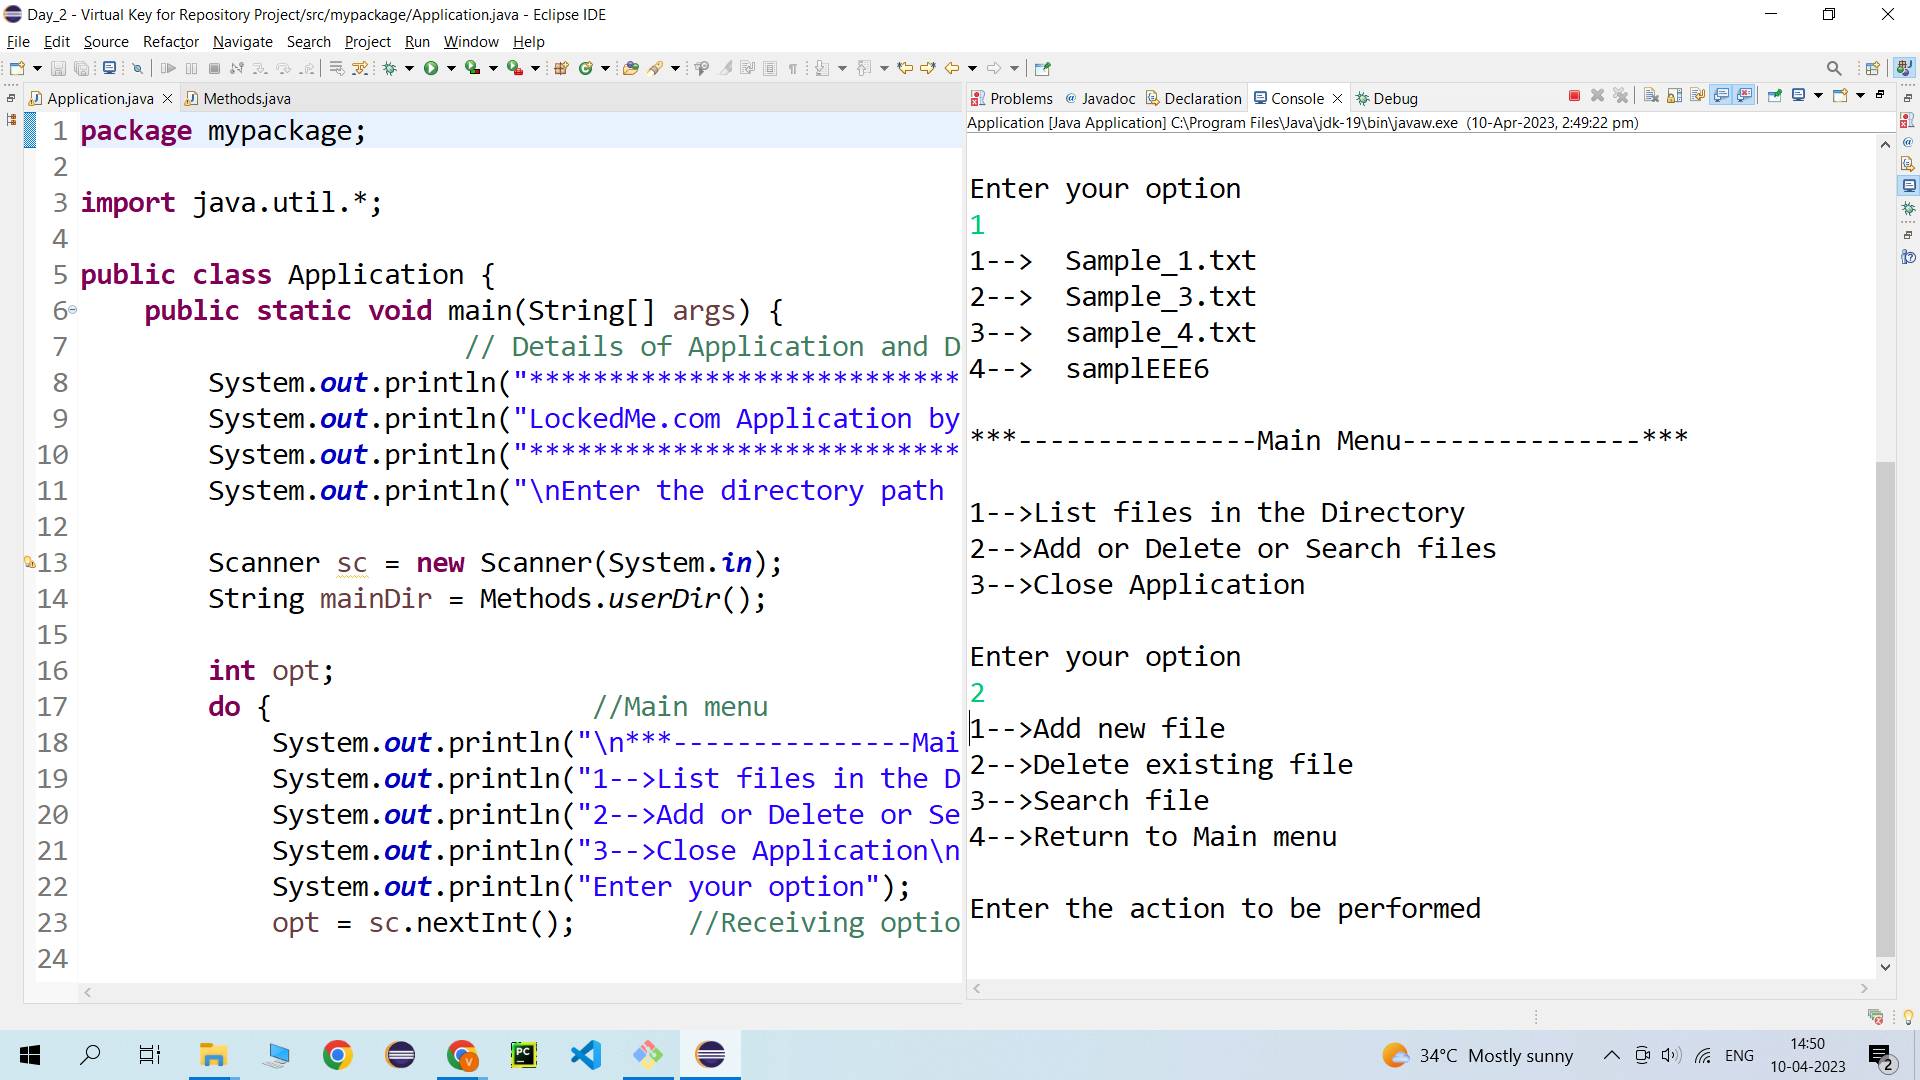 Day_2 - Virtual Key for Repository Project/src/mypackage/Application.java - Eclipse IDE
File Edit Source Refactor Navigate Search Project Run Window Help
Application.java Methods.java
1 package mypackage;
2
3 import java.util.*;
4
5 public class Application {
6 public static void main(String[] args) {
7 // Details of Application and D
8 System.out.println("***************************
9 System.out.println("LockedMe.com Application by
10 System.out.println("***************************
11 System.out.println("\nEnter the directory path
12
13 Scanner sc = new Scanner(System.in);
14 String mainDir = Methods.userDir();
15
16 int opt;
17 do { //Main menu
18 System.out.println("\n***---------------Mai
19 System.out.println("1-->List files in the D
20 System.out.println("2-->Add or Delete or Se
21 System.out.println("3-->Close Application\n
22 System.out.println("Enter your option");
23 opt = sc.nextInt(); //Receiving optio
24
Problems Javadoc Declaration Console Debug
Application [Java Application] C:\Program Files\Java\jdk-19\bin\javaw.exe (10-Apr-2023, 2:49:22 pm)
Enter your option
1
1--> Sample_1.txt
2--> Sample_3.txt
3--> sample_4.txt
4--> samplEEE6
***---------------Main Menu---------------***
1-->List files in the Directory
2-->Add or Delete or Search files
3-->Close Application
Enter your option
2
1-->Add new file
2-->Delete existing file
3-->Search file
4-->Return to Main menu
Enter the action to be performed
PC
V
34°C Mostly sunny
ENG
14:50
10-04-2023
2